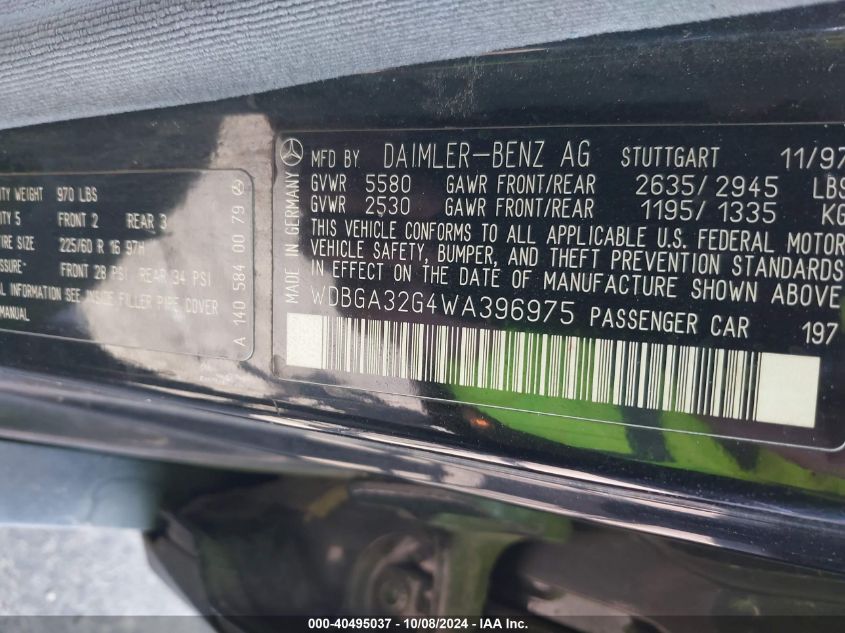 ITY WEIGHT 970 LBS
ITY 5 FRONT 2 REAR 3
IRE SIZE 225/60 R 16 97H
ESSURE* FRONT 28 PSI REAR 34 PSI
AL INFORMATION SEE INSIDE FILLER PIPE COVER
MANUAL
A 140 584 00 79
MADE IN GERMANY
MFD BY DAIMLER-BENZ AG STUTTGART 11/97
GVWR 5580 GAWR FRONT/REAR 2635/2945 LBS
GVWR 2530 GAWR FRONT/REAR 1195/1335 KG
THIS VEHICLE CONFORMS TO ALL APPLICABLE U.S. FEDERAL MOTOR
VEHICLE SAFETY, BUMPER, AND THEFT PREVENTION STANDARDS
IN EFFECT ON THE DATE OF MANUFACTURE SHOWN ABOVE
WDBGA32G4WA396975 PASSENGER CAR 197
000-40495037 - 10/08/2024 - IAA Inc.